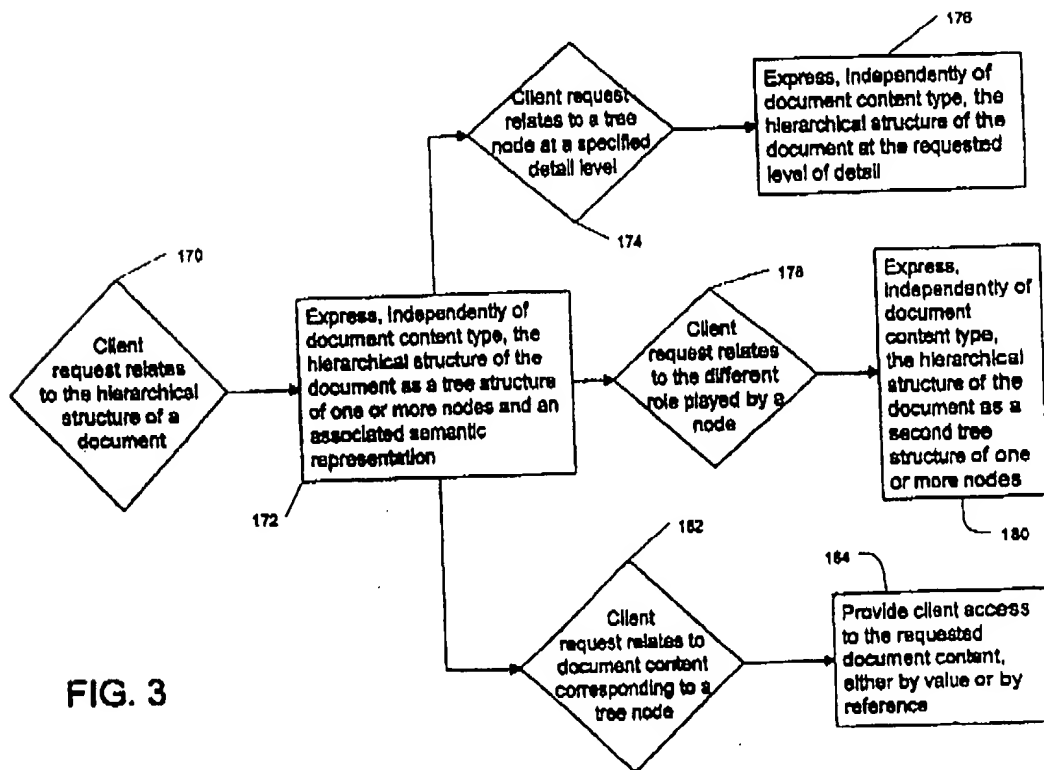 170
Client
request relates
to the hierarchical
structure of a
document
Express, Independently of
document content type, the
hierarchical structure of the
document as a tree structure
of one or more nodes and an
associated semantic
representation
172
Client request
relates to a tree
node at a specified
detail level
174
176
Express, Independently of
document content type, the
hierarchical structure of the
document at the requested
level of detail
178
Client
request relates
to the different
role played by a
node
Express,
independently of
document
content type,
the hierarchical
structure of the
document as a
second tree
structure of one
or more nodes
180
182
Client
request relates to
document content
corresponding to a
tree node
184
Provide client access
to the requested
document content,
either by value or by
reference
FIG. 3